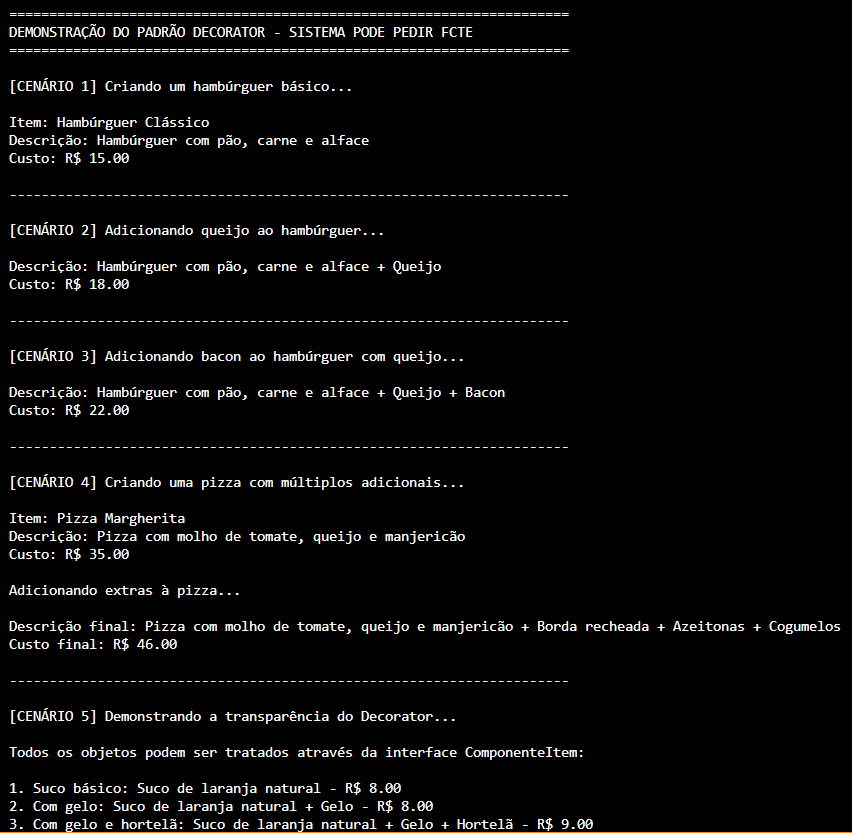 ======================================================================
DEMONSTRAÇÃO DO PADRÃO DECORATOR - SISTEMA PODE PEDIR FCTE
======================================================================
[CENÁRIO 1] Criando um hambúrguer básico...
Item: Hambúrguer Clássico
Descrição: Hambúrguer com pão, carne e alface
Custo: R$ 15.00
----------------------------------------------------------------------
[CENÁRIO 2] Adicionando queijo ao hambúrguer...
Descrição: Hambúrguer com pão, carne e alface + Queijo
Custo: R$ 18.00
----------------------------------------------------------------------
[CENÁRIO 3] Adicionando bacon ao hambúrguer com queijo...
Descrição: Hambúrguer com pão, carne e alface + Queijo + Bacon
Custo: R$ 22.00
----------------------------------------------------------------------
[CENÁRIO 4] Criando uma pizza com múltiplos adicionais...
Item: Pizza Margherita
Descrição: Pizza com molho de tomate, queijo e manjericão
Custo: R$ 35.00
Adicionando extras à pizza...
Descrição final: Pizza com molho de tomate, queijo e manjericão + Borda recheada + Azeitonas + Cogumelos
Custo final: R$ 46.00
----------------------------------------------------------------------
[CENÁRIO 5] Demonstrando a transparência do Decorator...
Todos os objetos podem ser tratados através da interface ComponenteItem:
1. Suco básico: Suco de laranja natural - R$ 8.00
2. Com gelo: Suco de laranja natural + Gelo - R$ 8.00
3. Com gelo e hortelã: Suco de laranja natural + Gelo + Hortelã - R$ 9.00